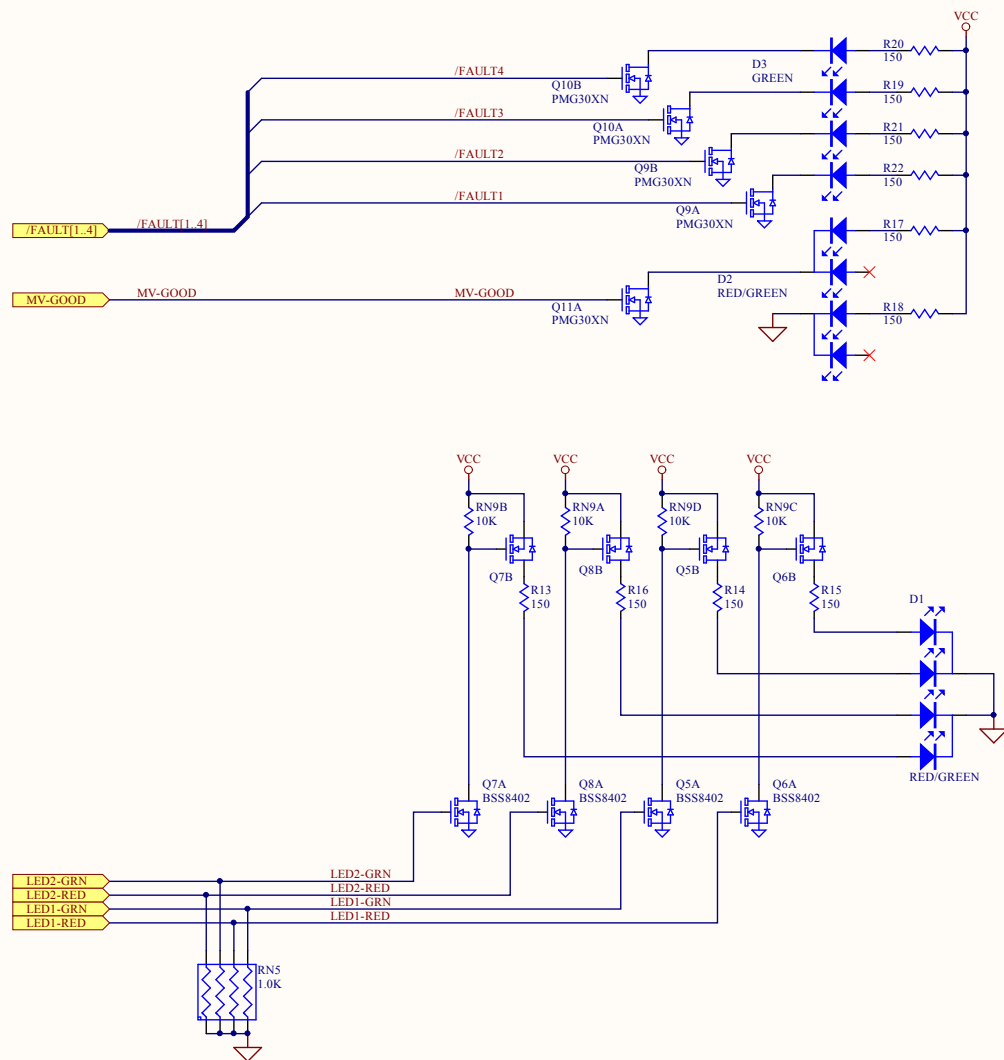 VCC
R20
150
D3
GREEN
/FAULT4
Q10B
PMG30XN
R19
150
/FAULT3
Q10A
PMG30XN
R21
150
/FAULT2
Q9B
PMG30XN
R22
150
/FAULT1
Q9A
PMG30XN
/FAULT[1..4]
/FAULT[1..4]
R17
150
MV-GOOD
MV-GOOD
MV-GOOD
Q11A
PMG30XN
D2
RED/GREEN
R18
150
VCC
VCC
VCC
VCC
RN9B
10K
RN9A
10K
RN9D
10K
RN9C
10K
Q7B
Q8B
Q5B
Q6B
R13
150
R16
150
R14
150
R15
150
D1
RED/GREEN
Q7A
BSS8402
Q8A
BSS8402
Q5A
BSS8402
Q6A
BSS8402
LED2-GRN
LED2-GRN
LED2-RED
LED2-RED
LED1-GRN
LED1-GRN
LED1-RED
LED1-RED
RN5
1.0K